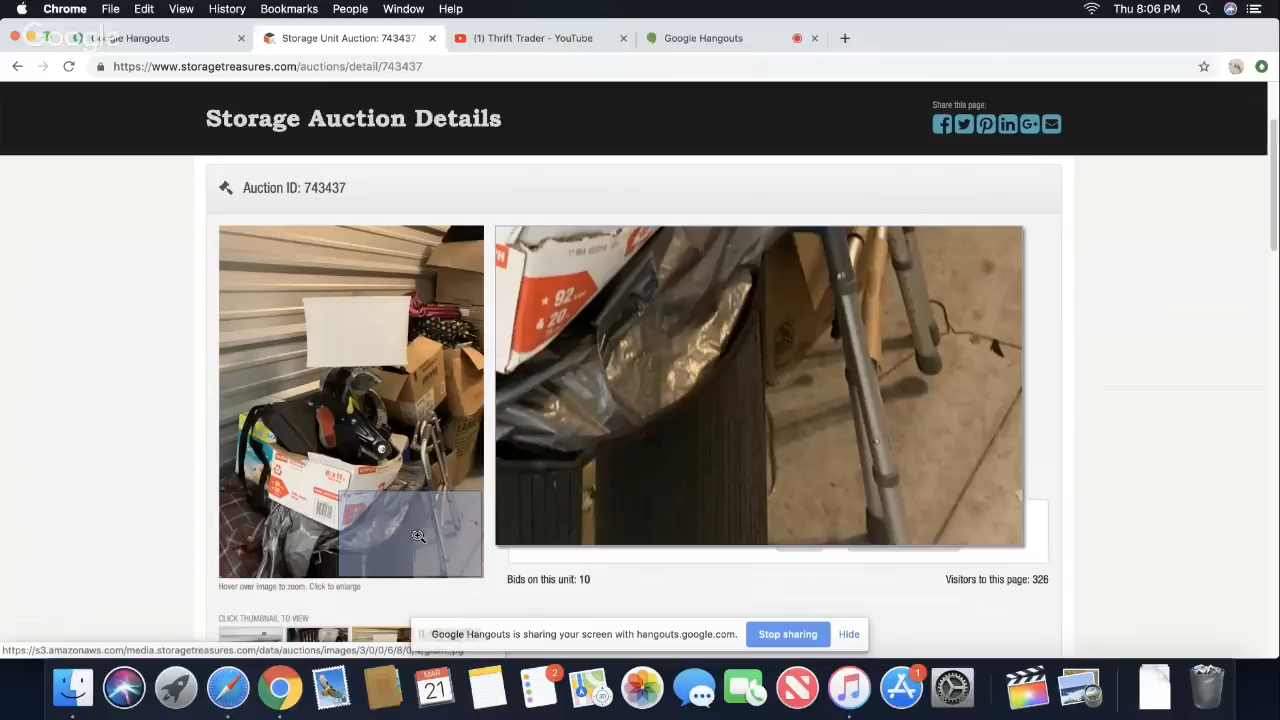 Chrome File Edit View History Bookmarks People Window Help
Thu 8:06 PM
Google
Google Hangouts
Storage Unit Auction: 743437
(1) Thrift Trader - YouTube
Google Hangouts
https://www.storagetreasures.com/auctions/detail/743437
Storage Auction Details
Share this page:
Auction ID: 743437
92
20
Bids on this unit: 10
Visitors to this page: 326
Hover over image to zoom. Click to enlarge
CLICK THUMBNAIL TO VIEW
Google Hangouts is sharing your screen with hangouts.google.com.
Stop sharing
Hide
MAR
21
2
1